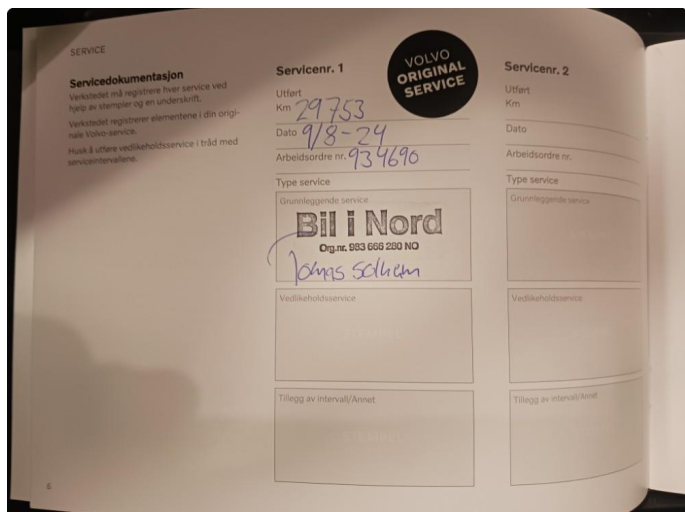 SERVICE
Servicedokumentasjon
Verkstedet må registrere hver service ved
hjelp av stempler og en underskrift.
Verkstedet registrerer elementene i din origi-
nale Volvo-service.
Husk å utføre vedlikeholdsservice i tråd med
serviceintervallene.
6
Servicenr. 1
VOLVO
ORIGINAL
SERVICE
Utført
Km 29753
Dato 9/8-24
Arbeidsordre nr. 934690
Type service
Grunnleggende service
Bil i Nord
Org.nr. 983 666 280 NO
Jonas Solheim
Vedlikeholdsservice
STEMPEL
Tillegg av intervall/Annet
STEMPEL
Servicenr. 2
Utført
Km
Dato
Arbeidsordre nr.
Type service
Grunnleggende service
Vedlikeholdsservice
Tillegg av intervall/Annet